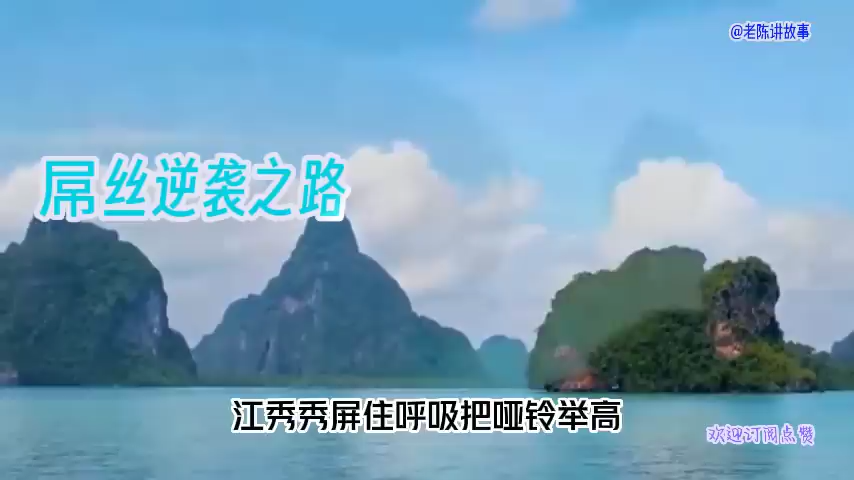 @老陈讲故事
屌丝逆袭之路
江秀秀屏住呼吸把哑铃举高
欢迎订阅点赞